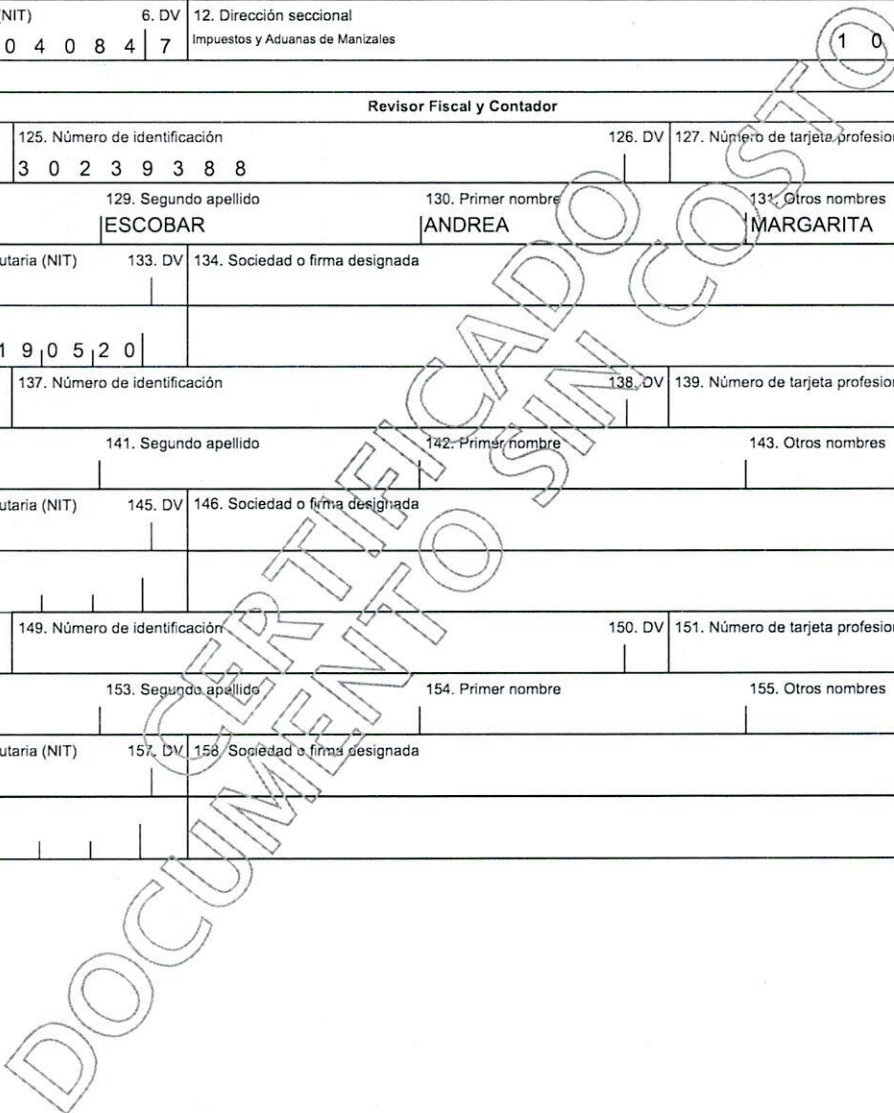 (NIT) 6. DV 12. Dirección seccional
0 4 0 8 4 7 Impuestos y Aduanas de Manizales 1 0
Revisor Fiscal y Contador
125. Número de identificación 126. DV 127. Número de tarjeta profesion
3 0 2 3 9 3 8 8
129. Segundo apellido 130. Primer nombre 131. Otros nombres
ESCOBAR ANDREA MARGARITA
utaria (NIT) 133. DV 134. Sociedad o firma designada
1 9 0 5 2 0
137. Número de identificación 138. DV 139. Número de tarjeta profesion
141. Segundo apellido 142. Primer nombre 143. Otros nombres
utaria (NIT) 145. DV 146. Sociedad o firma designada
149. Número de identificación 150. DV 151. Número de tarjeta profesion
153. Segundo apellido 154. Primer nombre 155. Otros nombres
utaria (NIT) 157. DV 158. Sociedad o firma designada
CERTIFICADO
DOCUMENTO SIN COSTO